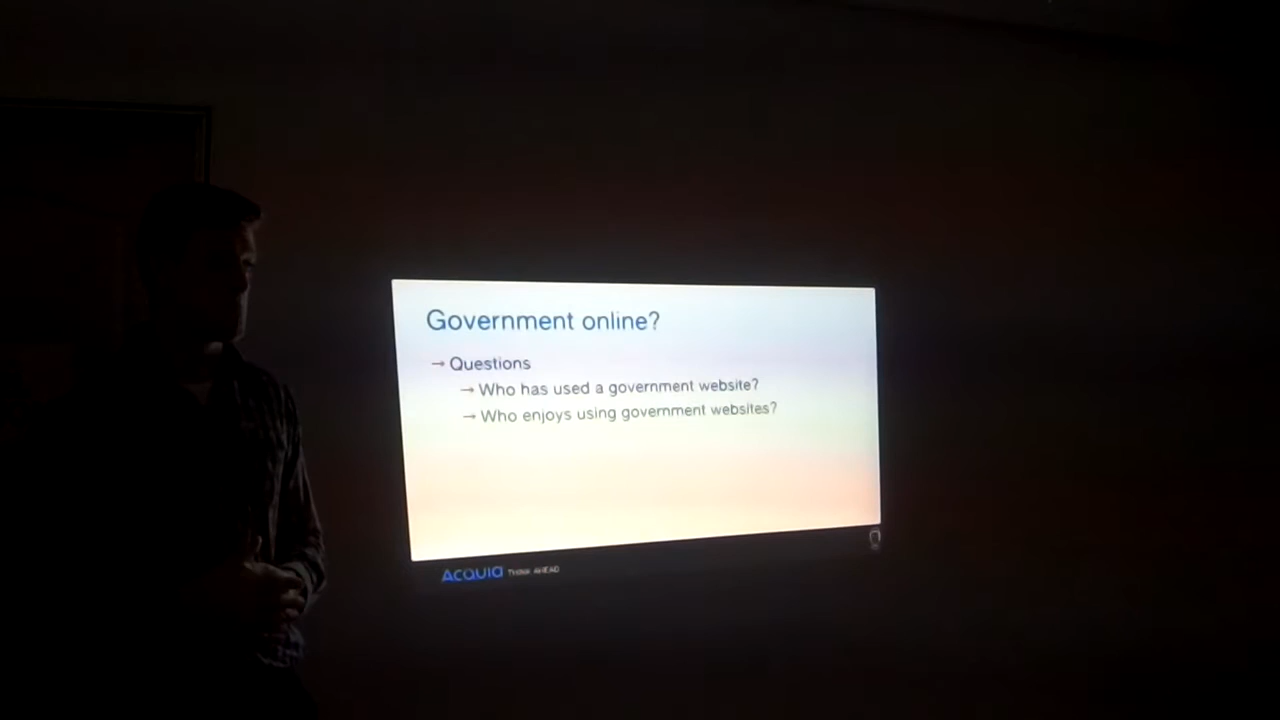 Government online?
→ Questions
→ Who has used a government website?
→ Who enjoys using government websites?
ACQUIA THINK AHEAD